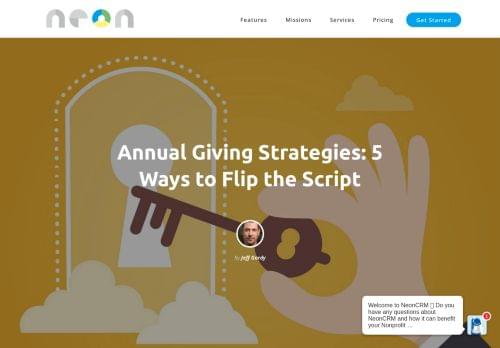 neon
Features Missions Services Pricing Get Started
Annual Giving Strategies: 5
Ways to Flip the Script
by Jeff Gordy
Welcome to NeonCRM Do you
have any questions about
NeonCRM and how it can benefit
your Nonprofit ...
1